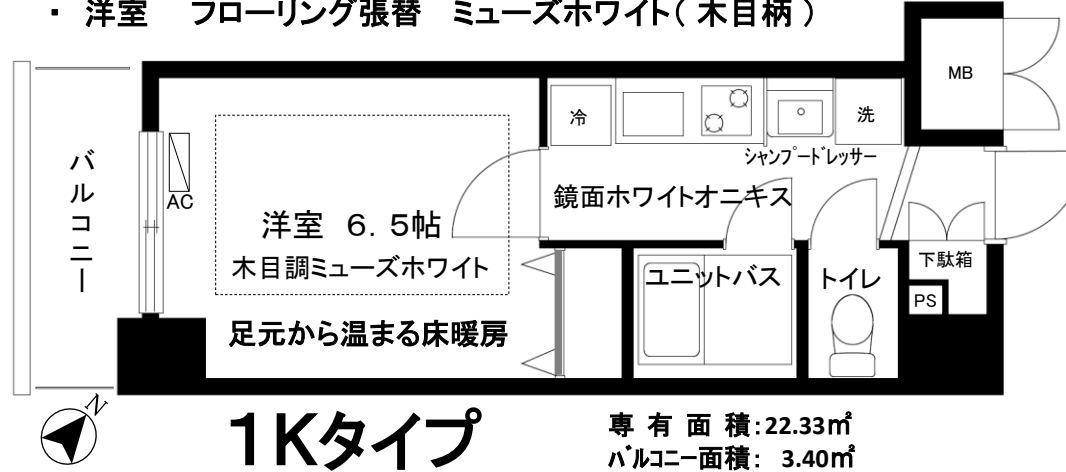 ・ 洋室　フローリング張替　ミューズホワイト( 木目柄 )
MB
冷
洗
シャンプードレッサー
バルコニー
AC
鏡面ホワイトオニキス
洋室 6.5帖
木目調ミューズホワイト
下駄箱
ユニットバス
トイレ
PS
足元から温まる床暖房
N
1Kタイプ
専有面積:22.33㎡
バルコニー面積: 3.40㎡